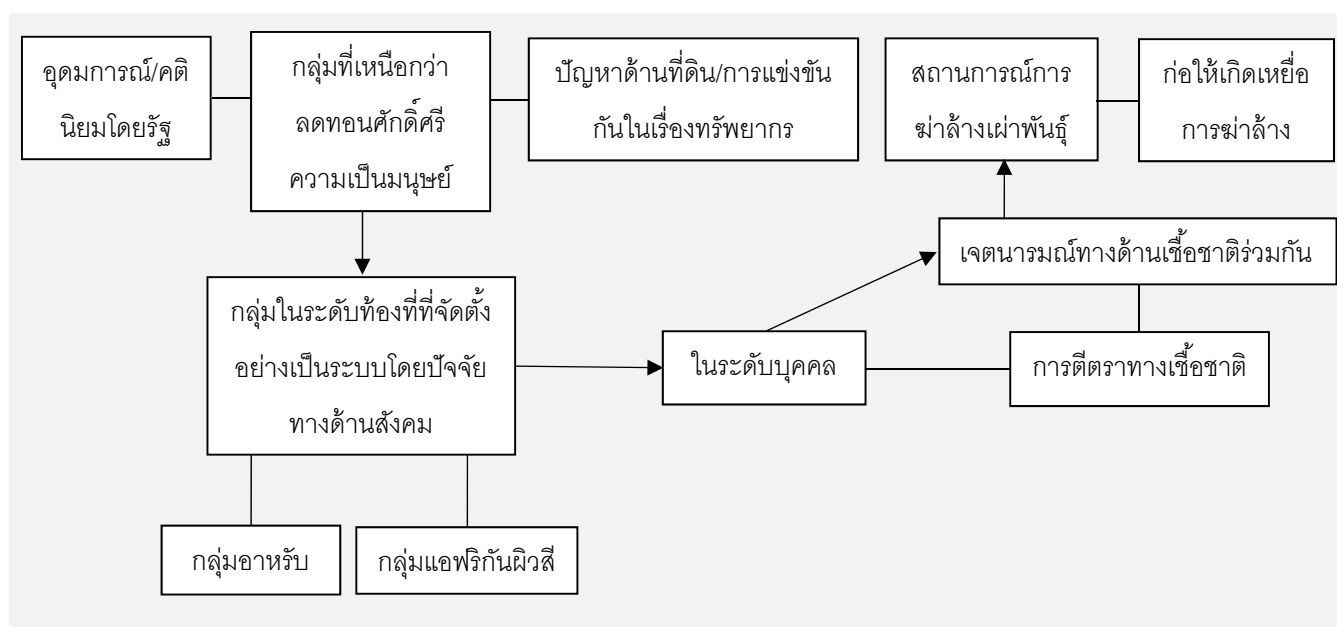 อุดมการณ์/คติ
นิยมโดยรัฐ
กลุ่มที่เหนือกว่า
ลดทอนศักดิ์ศรี
ความเป็นมนุษย์
ปัญหาด้านที่ดิน/การแข่งขัน
กันในเรื่องทรัพยากร
สถานการณ์การ
ฆ่าล้างเผ่าพันธุ์
ก่อให้เกิดเหยื่อ
การฆ่าล้าง
เจตนารมณ์ทางด้านเชื้อชาติร่วมกัน
กลุ่มในระดับท้องที่ที่จัดตั้ง
อย่างเป็นระบบโดยปัจจัย
ทางด้านสังคม
ในระดับบุคคล
การตีตราทางเชื้อชาติ
กลุ่มอาหรับ
กลุ่มแอฟริกันผิวสี